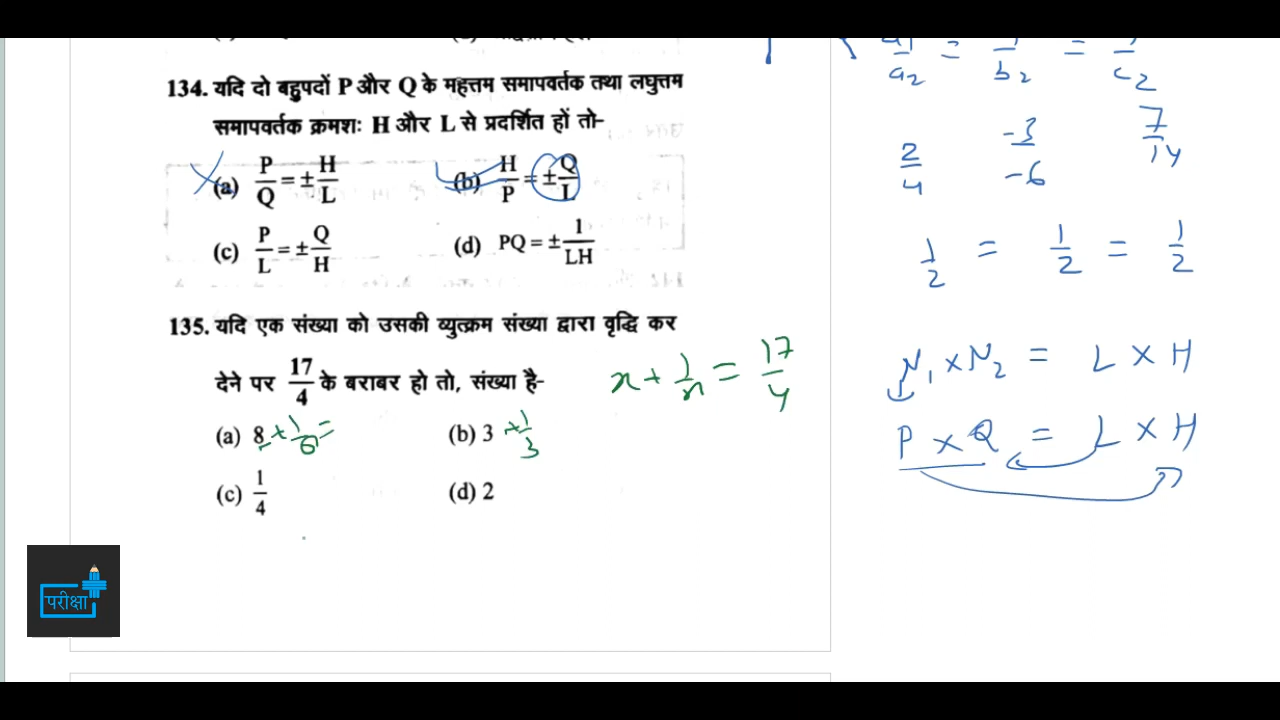 134. यदि दो बहुपदों P और Q के महत्तम समापवर्तक तथा लघुत्तम
समापवर्तक क्रमशः H और L से प्रदर्शित हों तो-
(a) P/Q = ± H/L (b) H/P = ± Q/L
(c) P/L = ± Q/H (d) PQ = ± 1/LH
135. यदि एक संख्या को उसकी व्युत्क्रम संख्या द्वारा वृद्धि कर
देने पर 17/4 के बराबर हो तो, संख्या है-
x + 1/x = 17/4
(a) 8 + 1/8 = (b) 3 + 1/3
(c) 1/4 (d) 2
a1/a2 = 1/b2 = 1/c2
2/4 -3/-6 7/14
1/2 = 1/2 = 1/2
N1 × N2 = L × H
P × Q = L × H
परीक्षा